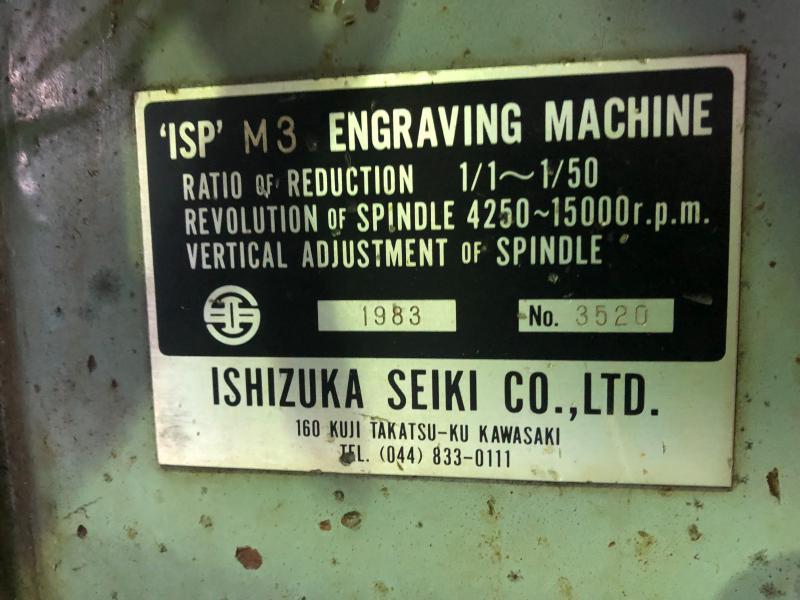 'ISP' M3 ENGRAVING MACHINE
RATIO OF REDUCTION 1/1~1/50
REVOLUTION OF SPINDLE 4250~15000r.p.m.
VERTICAL ADJUSTMENT OF SPINDLE
1983 No. 3520
ISHIZUKA SEIKI CO.,LTD.
160 KUJI TAKATSU-KU KAWASAKI
TEL. (044) 833-0111